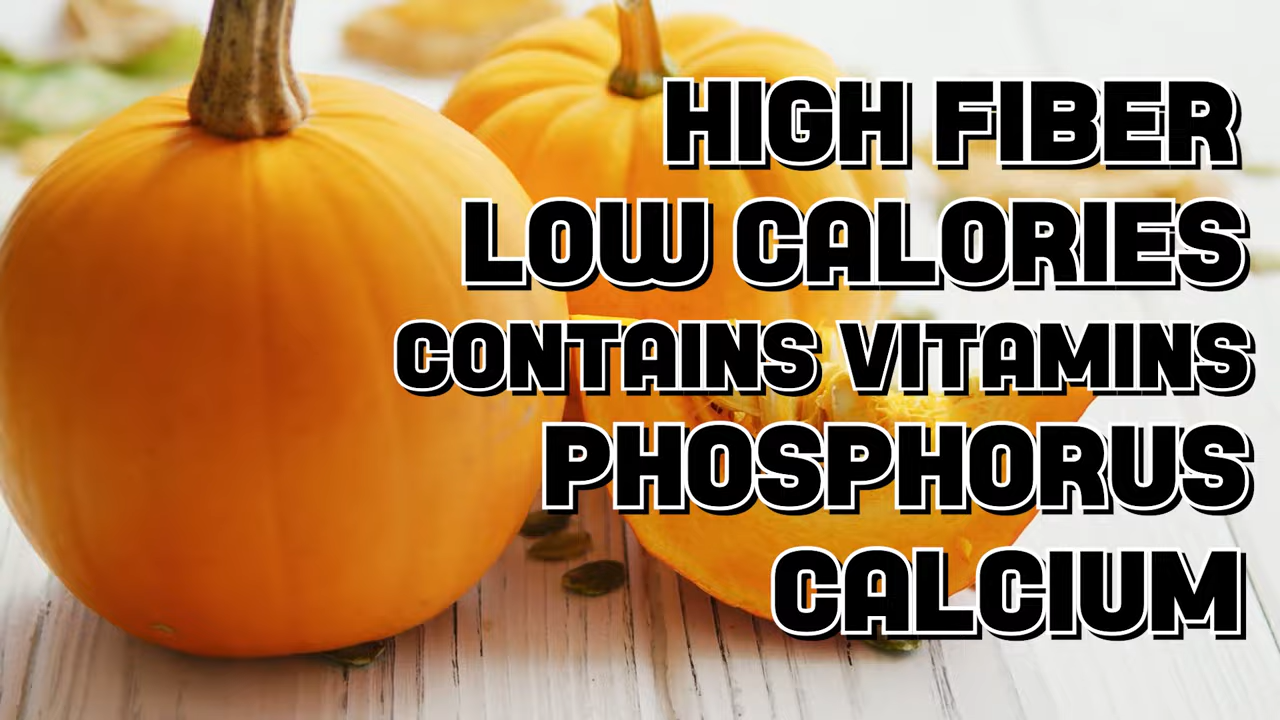 HIGH FIBER
LOW CALORIES
CONTAINS VITAMINS
PHOSPHORUS
CALCIUM